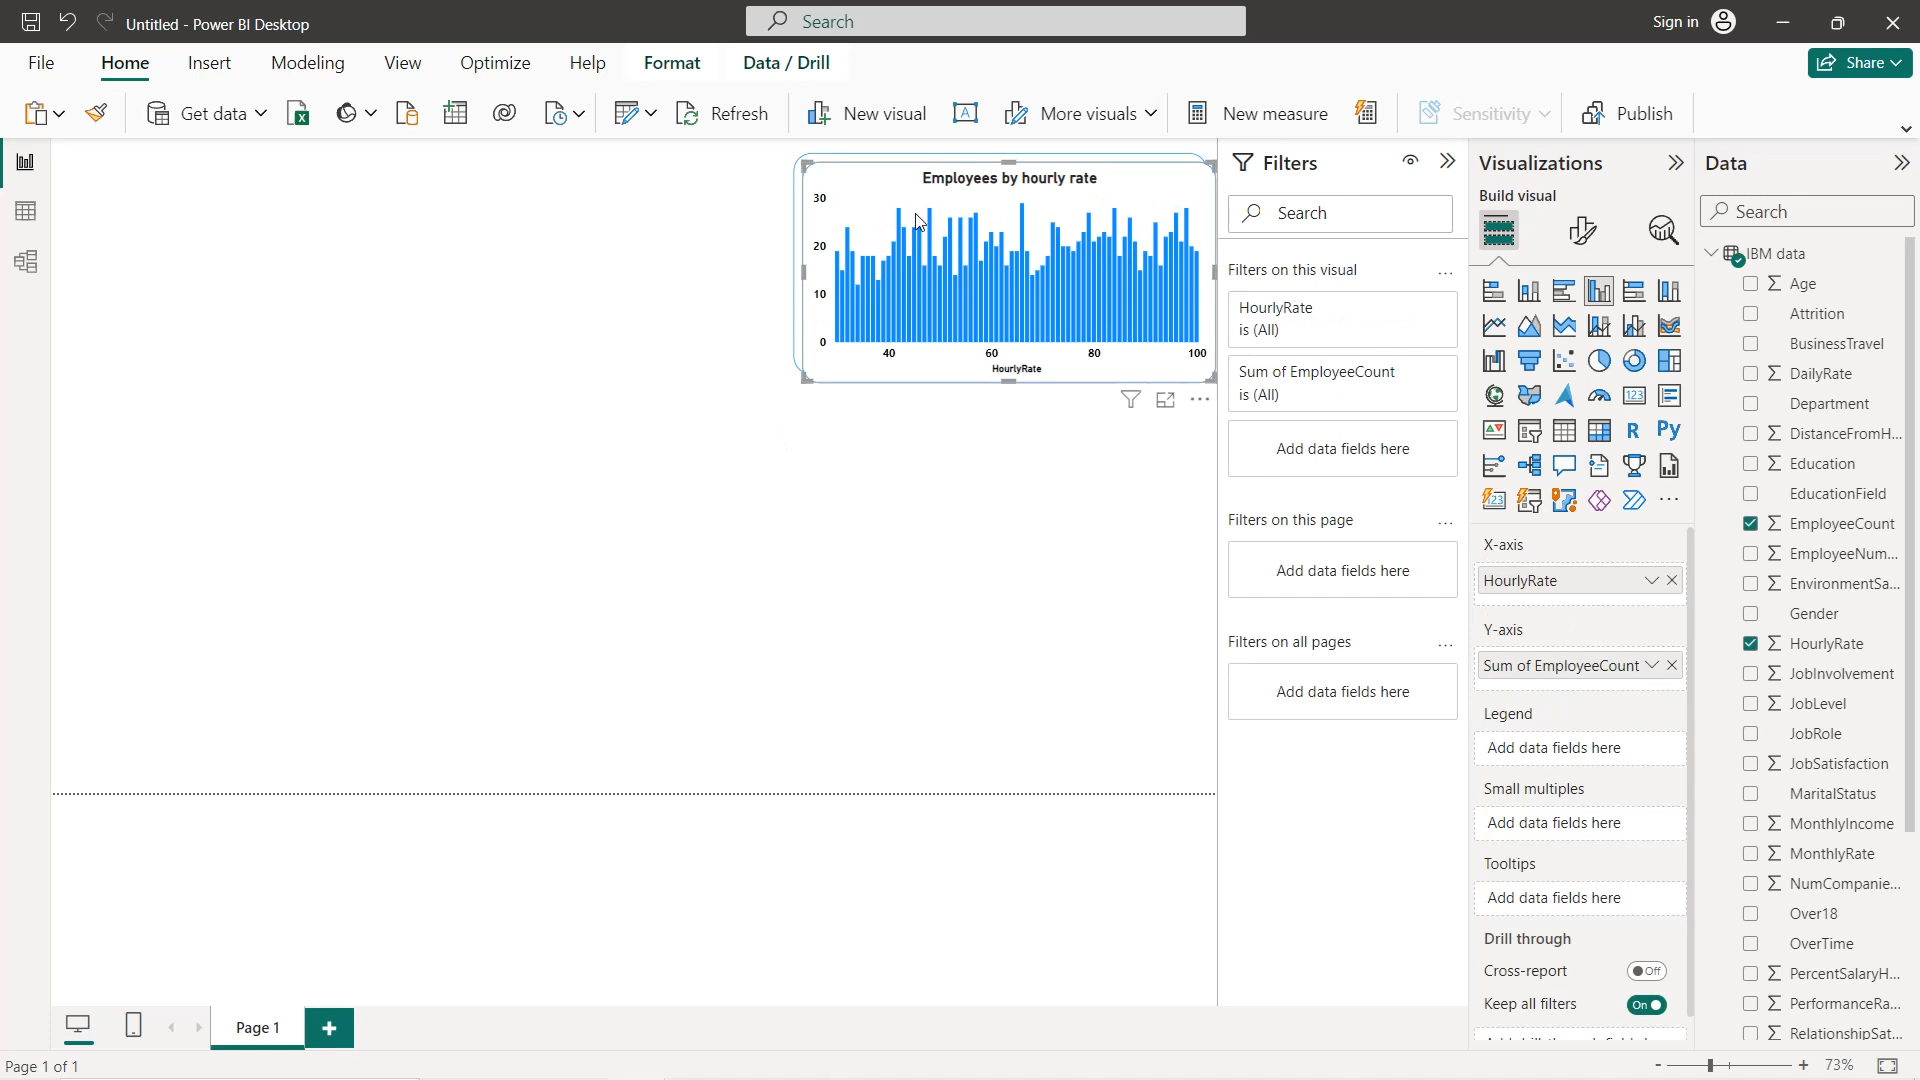 Untitled - Power BI Desktop
Search
Sign in
File
Home
Insert
Modeling
View
Optimize
Help
Format
Data / Drill
Share
Get data
Refresh
New visual
More visuals
New measure
Sensitivity
Publish
Employees by hourly rate
30
20
10
0
40
60
80
100
HourlyRate
Filters
Search
Filters on this visual
...
HourlyRate
is (All)
Sum of EmployeeCount
is (All)
Add data fields here
Filters on this page
...
Add data fields here
Filters on all pages
...
Add data fields here
Visualizations
Build visual
123
R
Py
123
...
X-axis
HourlyRate
Y-axis
Sum of EmployeeCount
Legend
Add data fields here
Small multiples
Add data fields here
Tooltips
Add data fields here
Drill through
Cross-report
Off
Keep all filters
On
Data
Search
IBM data
Age
Attrition
BusinessTravel
DailyRate
Department
DistanceFromH...
Education
EducationField
EmployeeCount
EmployeeNum...
EnvironmentSa...
Gender
HourlyRate
JobInvolvement
JobLevel
JobRole
JobSatisfaction
MaritalStatus
MonthlyIncome
MonthlyRate
NumCompanie...
Over18
OverTime
PercentSalaryH...
PerformanceRa...
RelationshipSat...
Page 1
Page 1 of 1
- + 73%